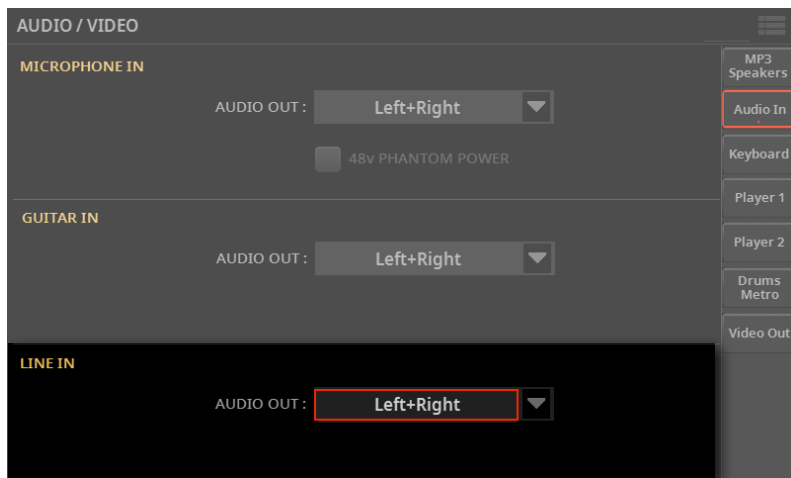 AUDIO / VIDEO
MICROPHONE IN
AUDIO OUT :
Left+Right
48v PHANTOM POWER
GUITAR IN
AUDIO OUT :
Left+Right
LINE IN
AUDIO OUT :
Left+Right
MP3
Speakers
Audio In
Keyboard
Player 1
Player 2
Drums
Metro
Video Out